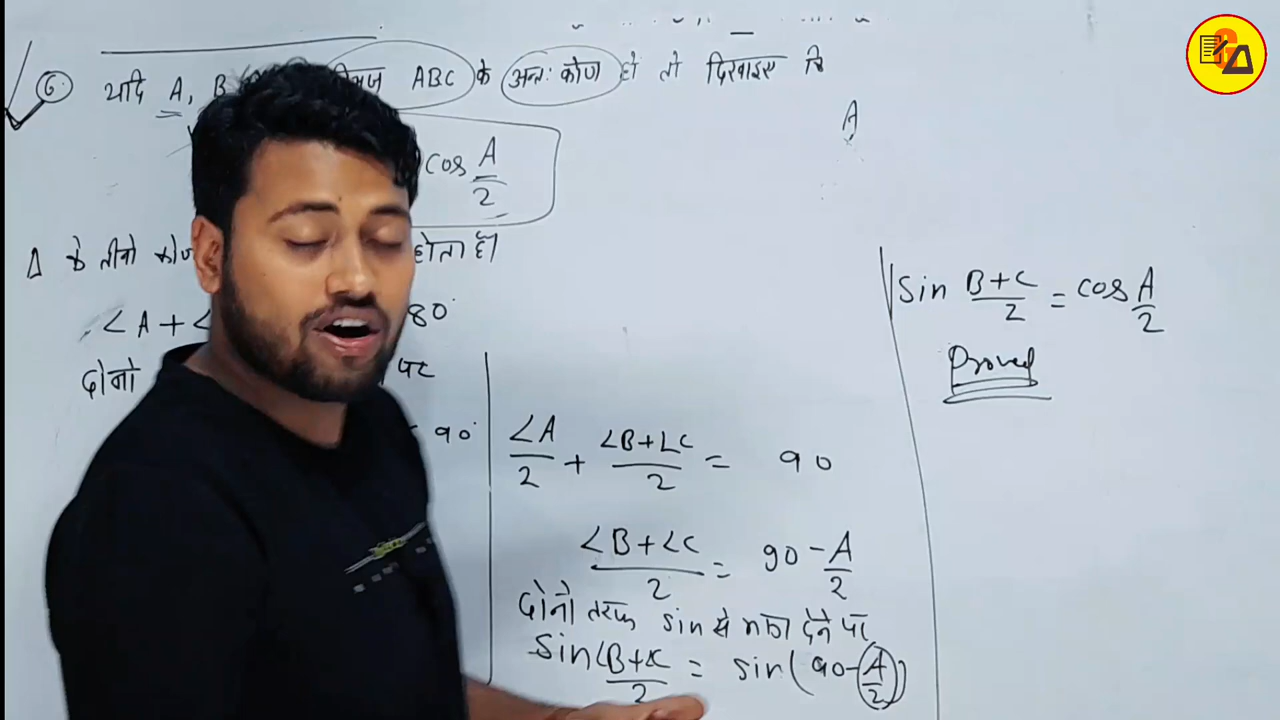 6. यदि A, B त्रिभुज ABC के अन्तः कोण हो तो दिखाइए कि
A
cos A/2
Δ के तीनो कोण होता है।
∠A + ∠ 80°
दोनो पर
90°
∠A/2 + ∠B+∠C/2 = 90
∠B+∠C/2 = 90 - A/2
दोनो तरफ sin से गुणा देने पर
sin ∠B+∠C/2 = sin(90 - A/2)
sin B+C/2 = cos A/2
Proved